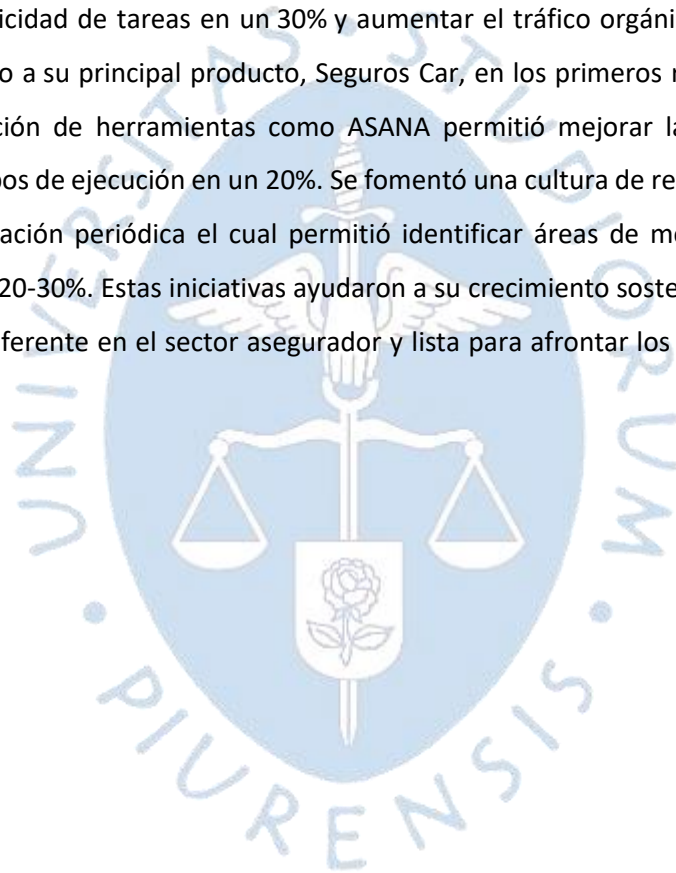 icidad de tareas en un 30% y aumentar el tráfico orgáni
o a su principal producto, Seguros Car, en los primeros
ción de herramientas como ASANA permitió mejorar la
pos de ejecución en un 20%. Se fomentó una cultura de re
ación periódica el cual permitió identificar áreas de m
20-30%. Estas iniciativas ayudaron a su crecimiento soste
ferente en el sector asegurador y lista para afrontar los
UNIVERSITAS • STUDIORUM • PIURENSIS •